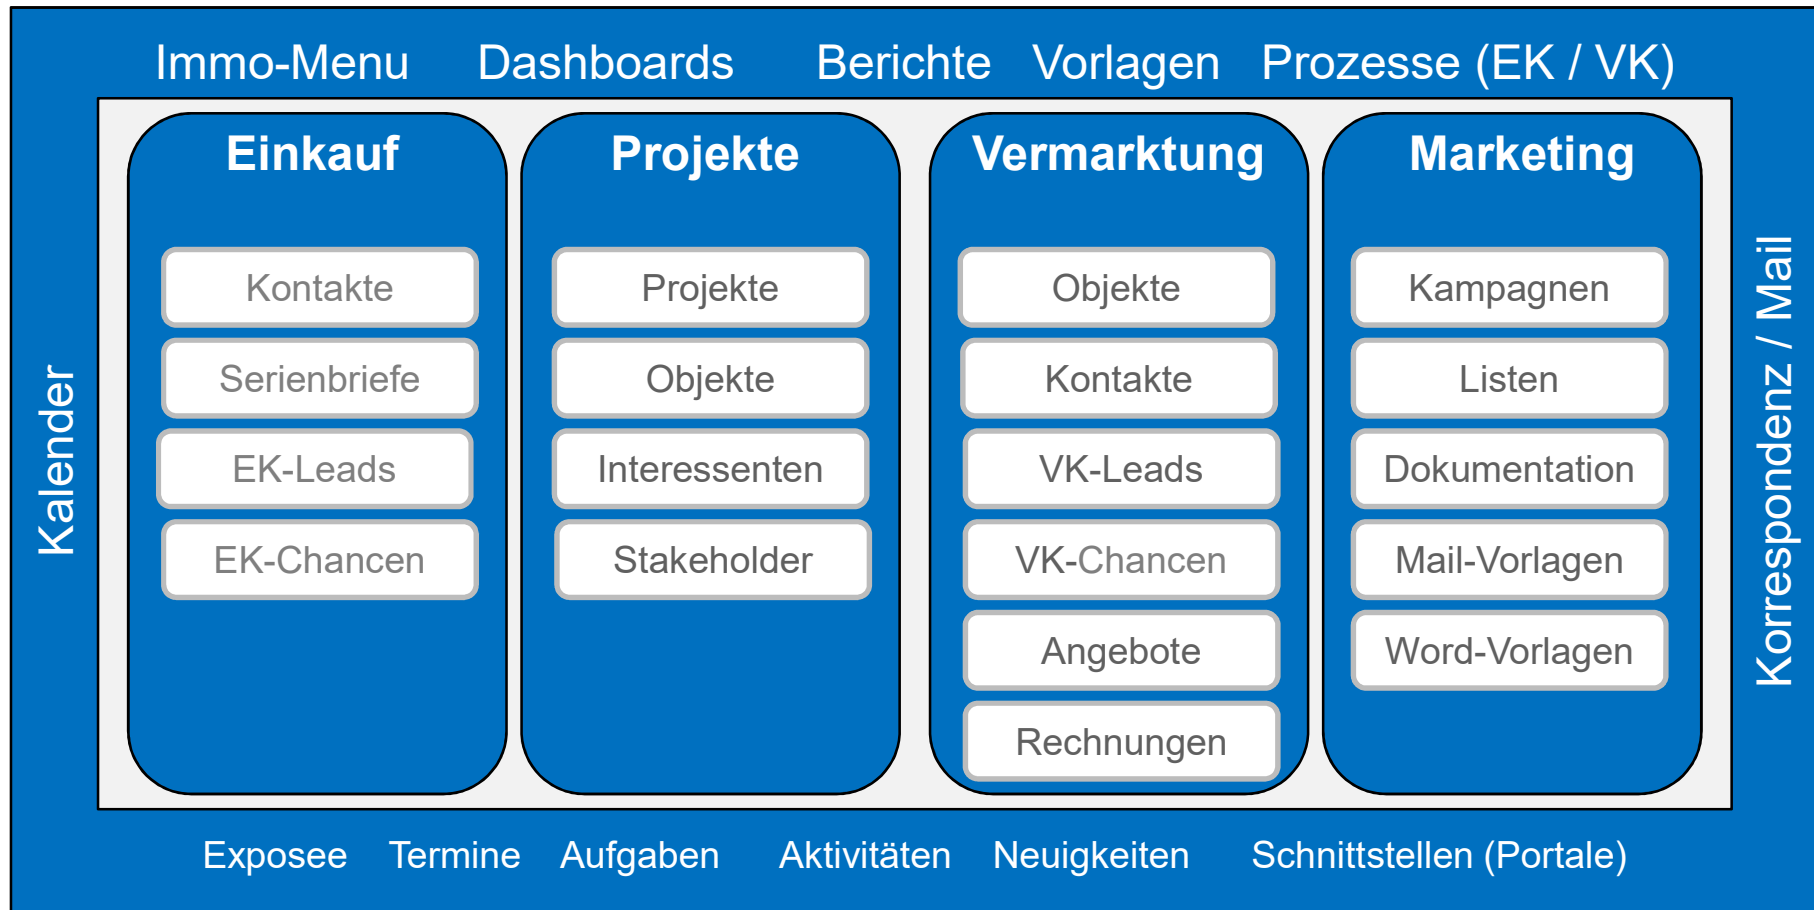 Immo-Menu Dashboards Berichte Vorlagen Prozesse (EK / VK)
Kalender
Einkauf
Kontakte
Serienbriefe
EK-Leads
EK-Chancen
Projekte
Projekte
Objekte
Interessenten
Stakeholder
Vermarktung
Objekte
Kontakte
VK-Leads
VK-Chancen
Angebote
Rechnungen
Marketing
Kampagnen
Listen
Dokumentation
Mail-Vorlagen
Word-Vorlagen
Korrespondenz / Mail
Exposee Termine Aufgaben Aktivitäten Neuigkeiten Schnittstellen (Portale)